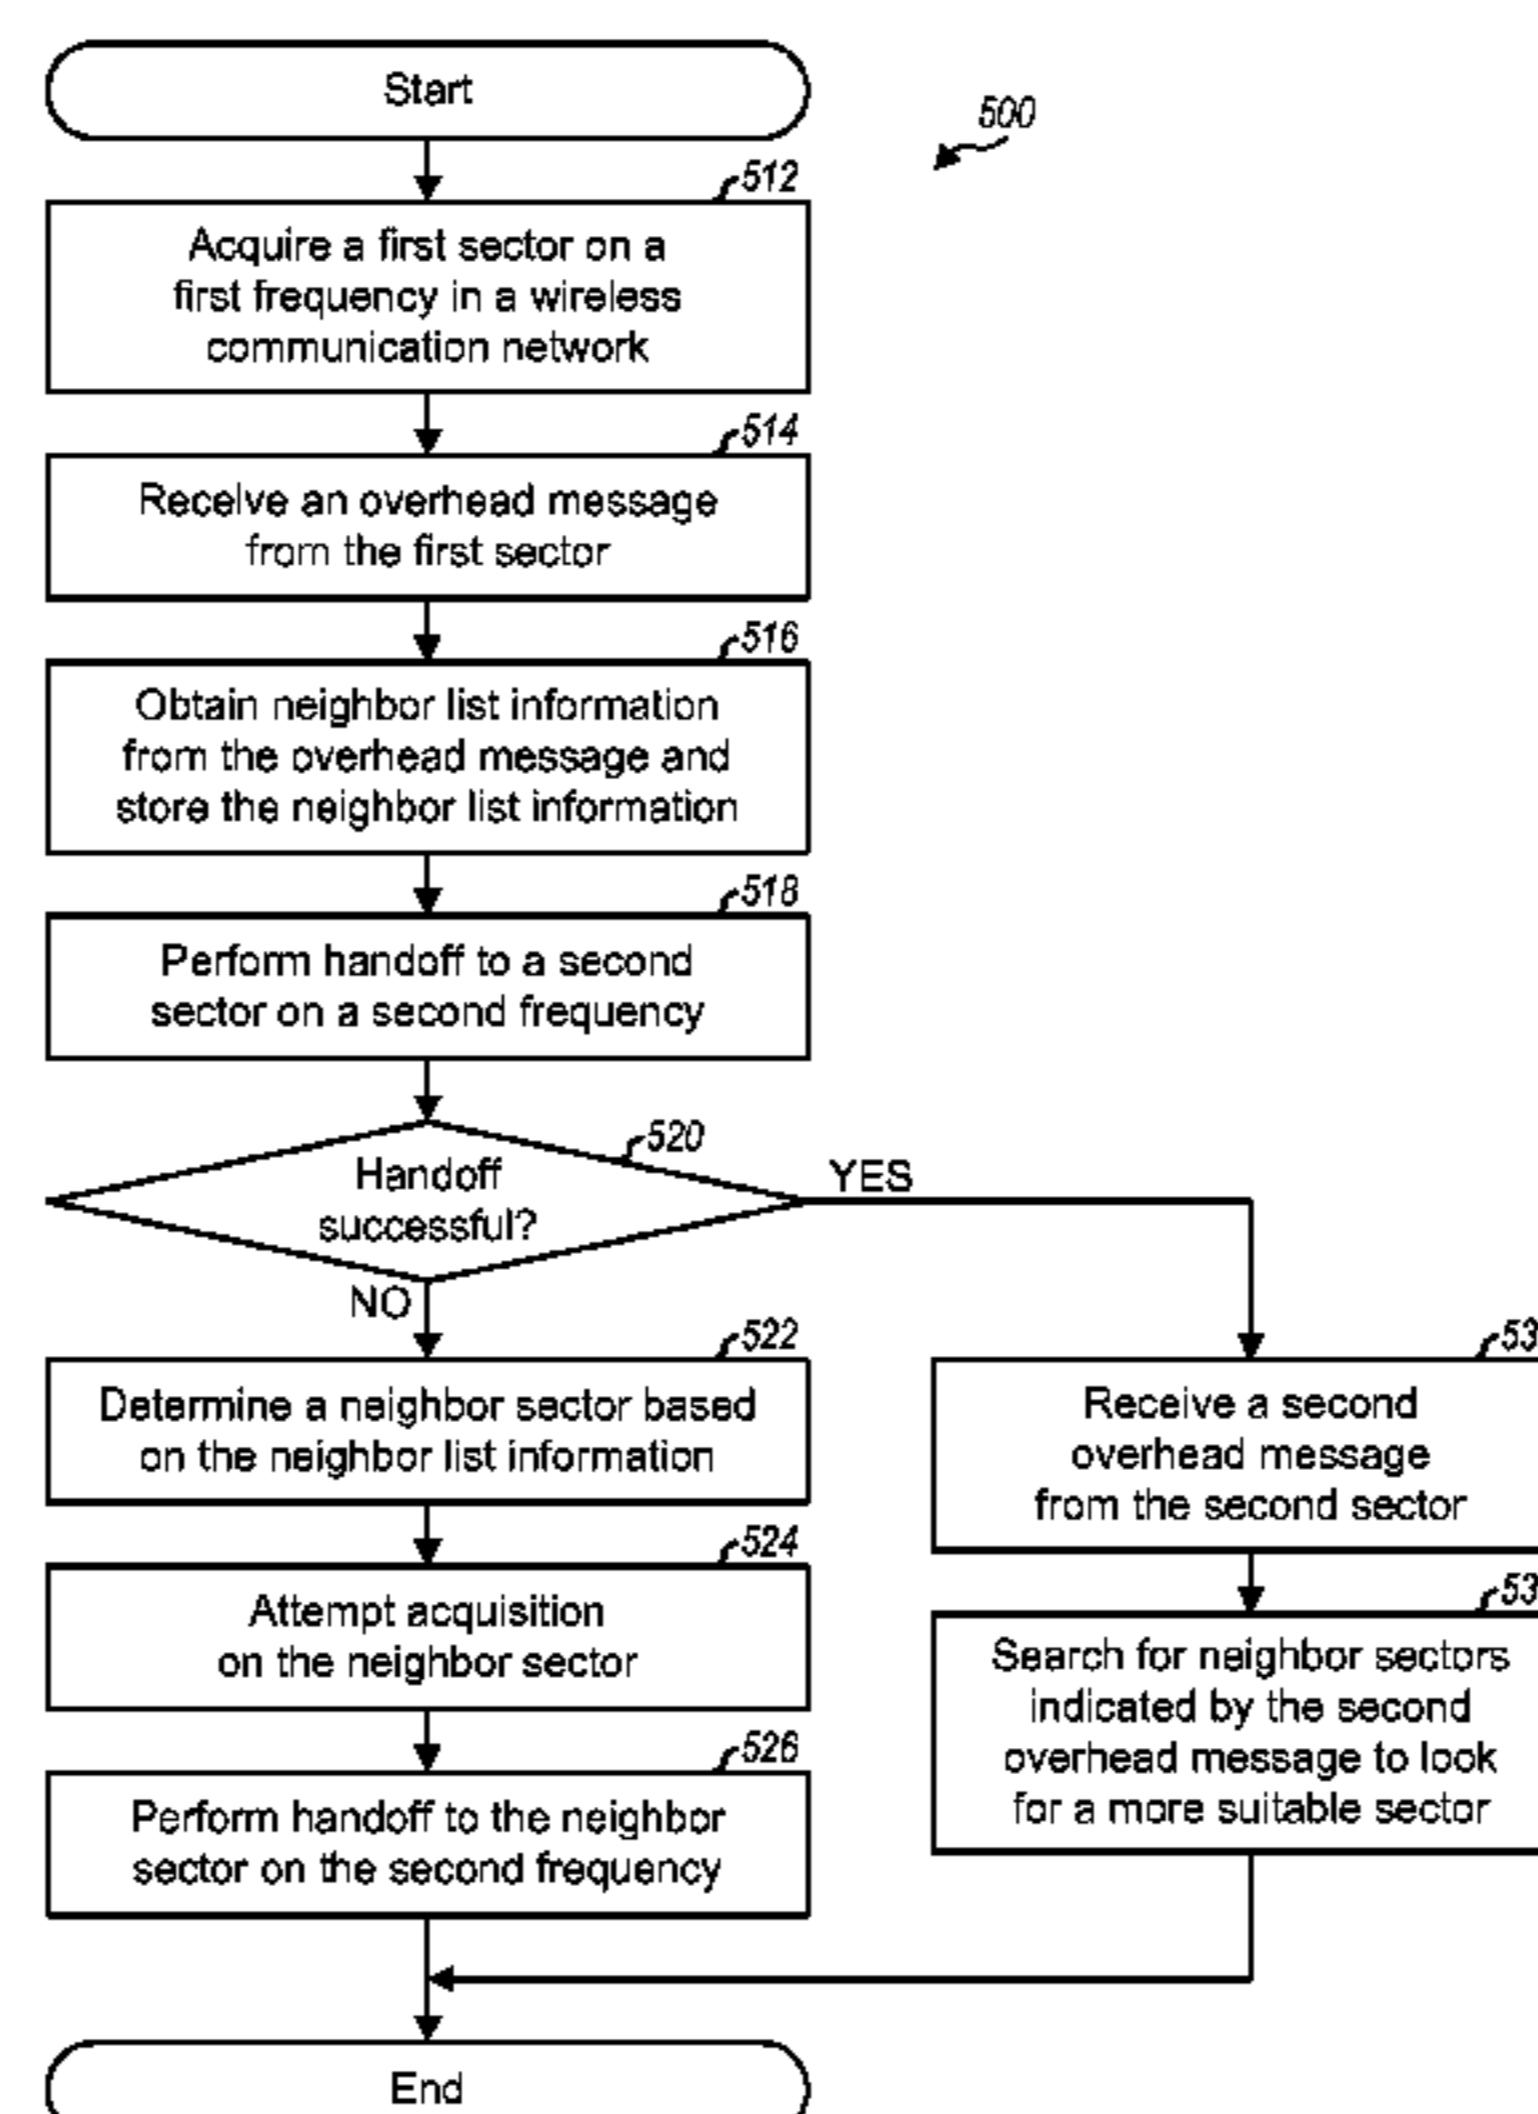 Start
500
512
Acquire a first sector on a
first frequency in a wireless
communication network
514
Receive an overhead message
from the first sector
516
Obtain neighbor list information
from the overhead message and
store the neighbor list information
518
Perform handoff to a second
sector on a second frequency
520
Handoff
successful?
YES
NO
522
Determine a neighbor sector based
on the neighbor list information
524
Attempt acquisition
on the neighbor sector
526
Perform handoff to the neighbor
sector on the second frequency
Receive a second
overhead message
from the second sector
Search for neighbor sectors
indicated by the second
overhead message to look
for a more suitable sector
End